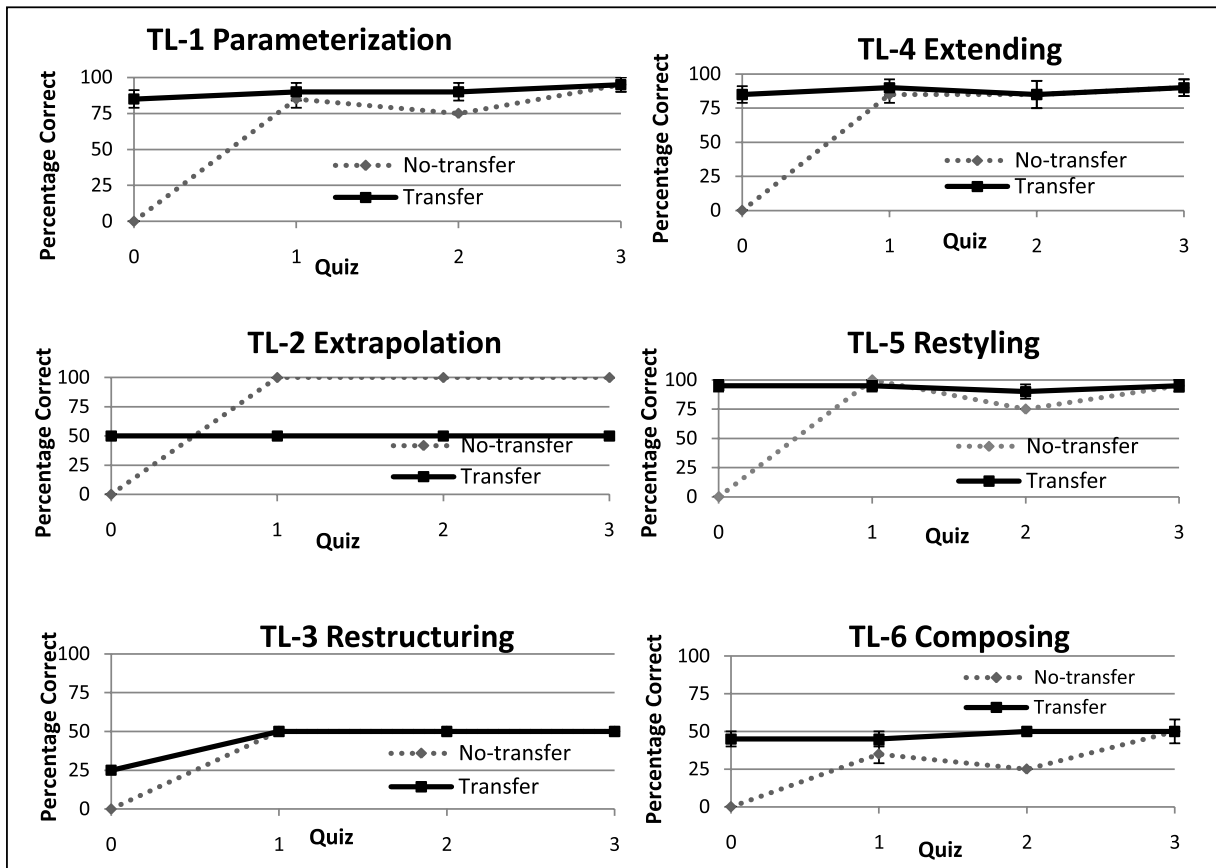 TL-1 Parameterization
Percentage Correct
100
75
50
25
0
No-transfer
Transfer
0 1 2 3
Quiz
TL-4 Extending
Percentage Correct
100
75
50
25
0
No-transfer
Transfer
0 1 2 3
Quiz
TL-2 Extrapolation
Percentage Correct
100
75
50
25
0
No-transfer
Transfer
0 1 2 3
Quiz
TL-5 Restyling
Percentage Correct
100
75
50
25
0
No-transfer
Transfer
0 1 2 3
Quiz
TL-3 Restructuring
Percentage Correct
100
75
50
25
0
No-transfer
Transfer
0 1 2 3
Quiz
TL-6 Composing
Percentage Correct
100
75
50
25
0
No-transfer
Transfer
0 1 2 3
Quiz